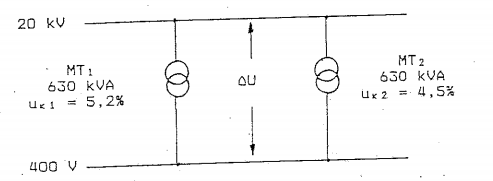 20 kV
MT1
630 kVA
uK1 = 5,2%
ΔU
MT2
630 kVA
uK2 = 4,5%
400 V